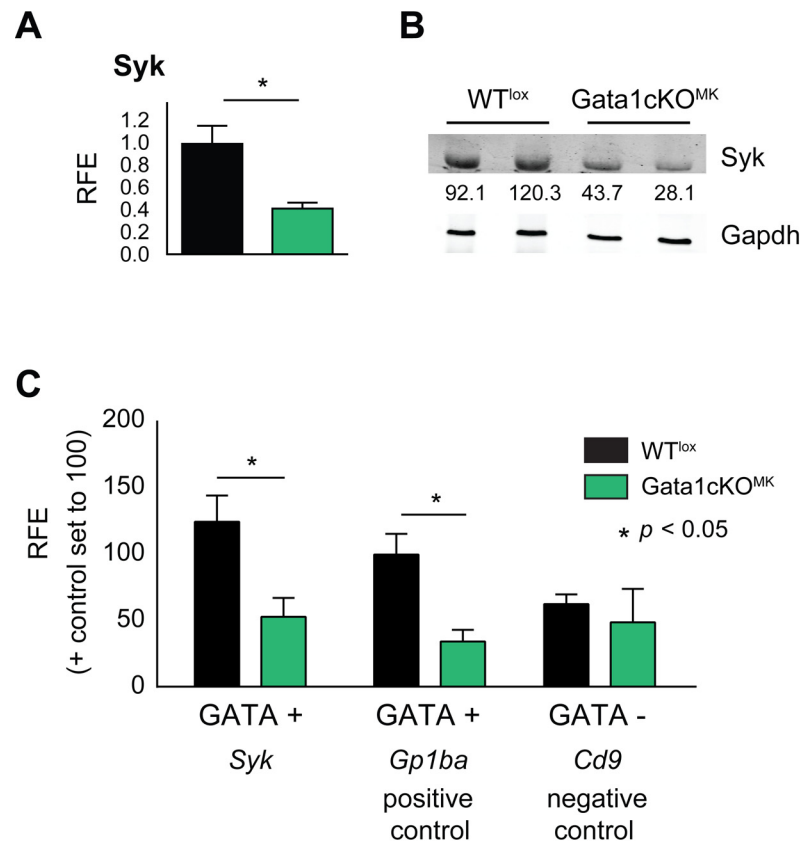 A
Syk
*
RFE
1.2
1.0
0.8
0.6
0.4
0.2
0.0
B
WTlox Gata1cKOMK
Syk
92.1 120.3 43.7 28.1
Gapdh
C
RFE
(+ control set to 100)
200
150
100
50
0
*
*
WTlox
Gata1cKOMK
* p < 0.05
GATA + GATA + GATA -
Syk Gp1ba Cd9
positive negative
control control